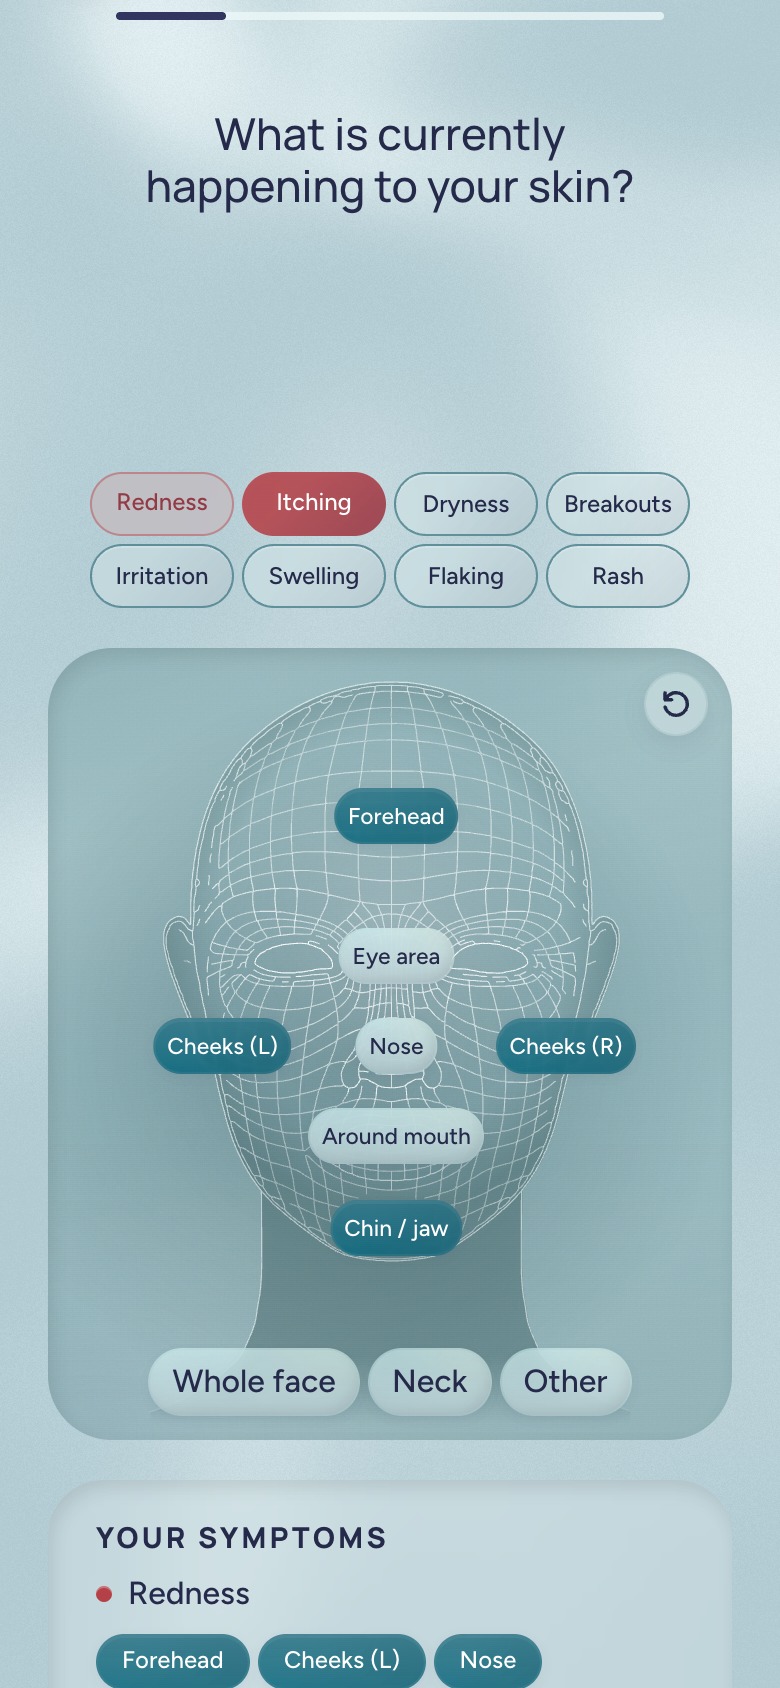 What is currently
happening to your skin?
Redness Itching Dryness Breakouts
Irritation Swelling Flaking Rash
Forehead
Eye area
Cheeks (L) Nose Cheeks (R)
Around mouth
Chin / jaw
Whole face Neck Other
YOUR SYMPTOMS
Redness
Forehead Cheeks (L) Nose